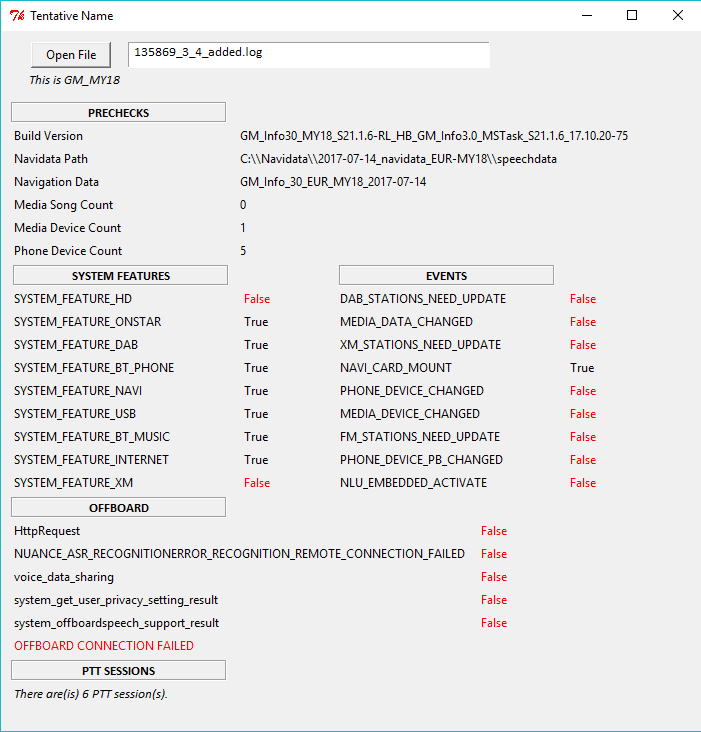 Tentative Name
Open File 135869_3_4_added.log
This is GM_MY18
PRECHECKS
Build Version GM_Info30_MY18_S21.1.6-RL_HB_GM_Info3.0_MSTask_S21.1.6_17.10.20-75
Navidata Path C:\\Navidata\\2017-07-14_navidata_EUR-MY18\\speechdata
Navigation Data GM_Info_30_EUR_MY18_2017-07-14
Media Song Count 0
Media Device Count 1
Phone Device Count 5
SYSTEM FEATURES EVENTS
SYSTEM_FEATURE_HD False DAB_STATIONS_NEED_UPDATE False
SYSTEM_FEATURE_ONSTAR True MEDIA_DATA_CHANGED False
SYSTEM_FEATURE_DAB True XM_STATIONS_NEED_UPDATE False
SYSTEM_FEATURE_BT_PHONE True NAVI_CARD_MOUNT True
SYSTEM_FEATURE_NAVI True PHONE_DEVICE_CHANGED False
SYSTEM_FEATURE_USB True MEDIA_DEVICE_CHANGED False
SYSTEM_FEATURE_BT_MUSIC True FM_STATIONS_NEED_UPDATE False
SYSTEM_FEATURE_INTERNET True PHONE_DEVICE_PB_CHANGED False
SYSTEM_FEATURE_XM False NLU_EMBEDDED_ACTIVATE False
OFFBOARD
HttpRequest False
NUANCE_ASR_RECOGNITIONERROR_RECOGNITION_REMOTE_CONNECTION_FAILED False
voice_data_sharing False
system_get_user_privacy_setting_result False
system_offboardspeech_support_result False
OFFBOARD CONNECTION FAILED
PTT SESSIONS
There are(is) 6 PTT session(s).